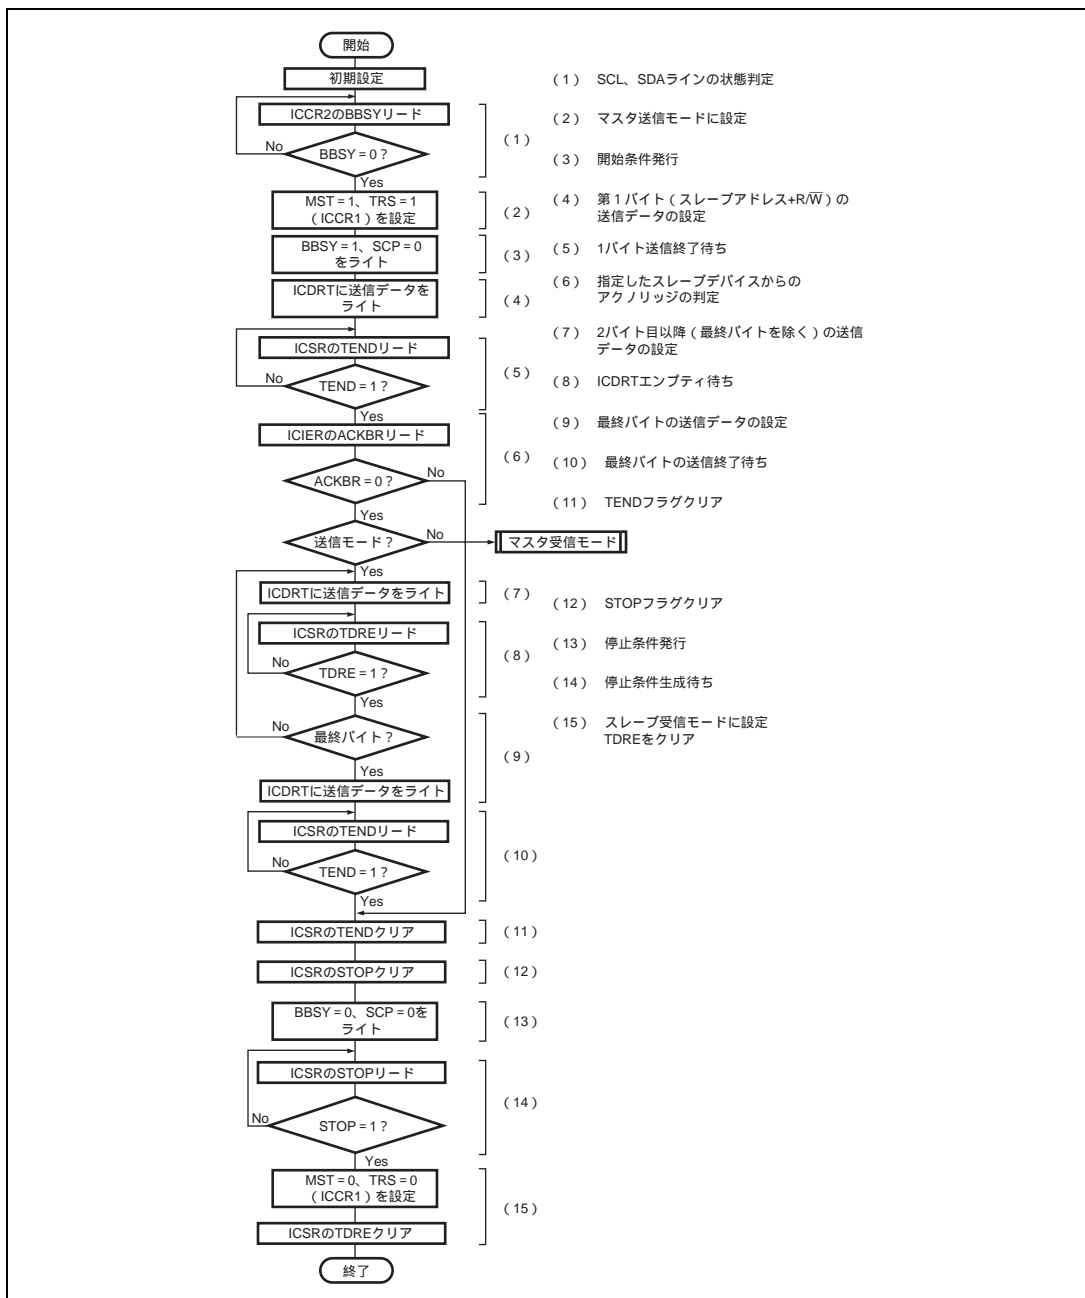 開始
初期設定
ICCR2のBBSYリード
No
BBSY = 0 ?
(1)
Yes
MST = 1、TRS = 1
(ICCR1)を設定
(2)
BBSY = 1、SCP = 0
をライト
(3)
ICDRTに送信データを
ライト
(4)
ICSRのTENDリード
No
TEND = 1 ?
(5)
Yes
ICIERのACKBRリード
ACKBR = 0 ?
No
(6)
Yes
送信モード?
No
マスタ受信モード
Yes
ICDRTに送信データをライト
(7)
ICSRのTDREリード
No
TDRE = 1 ?
(8)
Yes
No
最終バイト?
(9)
Yes
ICDRTに送信データをライト
ICSRのTENDリード
No
TEND = 1 ?
(10)
Yes
ICSRのTENDクリア
(11)
ICSRのSTOPクリア
(12)
BBSY = 0、SCP = 0を
ライト
(13)
ICSRのSTOPリード
No
STOP = 1 ?
(14)
Yes
MST = 0、TRS = 0
(ICCR1)を設定
(15)
ICSRのTDREクリア
終了
(1) SCL、SDAラインの状態判定
(2) マスタ送信モードに設定
(3) 開始条件発行
(4) 第1バイト(スレーブアドレス+R/W̅)の
送信データの設定
(5) 1バイト送信終了待ち
(6) 指定したスレーブデバイスからの
アクノリッジの判定
(7) 2バイト目以降(最終バイトを除く)の送信
データの設定
(8) ICDRTエンプティ待ち
(9) 最終バイトの送信データの設定
(10) 最終バイトの送信終了待ち
(11) TENDフラグクリア
(12) STOPフラグクリア
(13) 停止条件発行
(14) 停止条件生成待ち
(15) スレーブ受信モードに設定
TDREをクリア